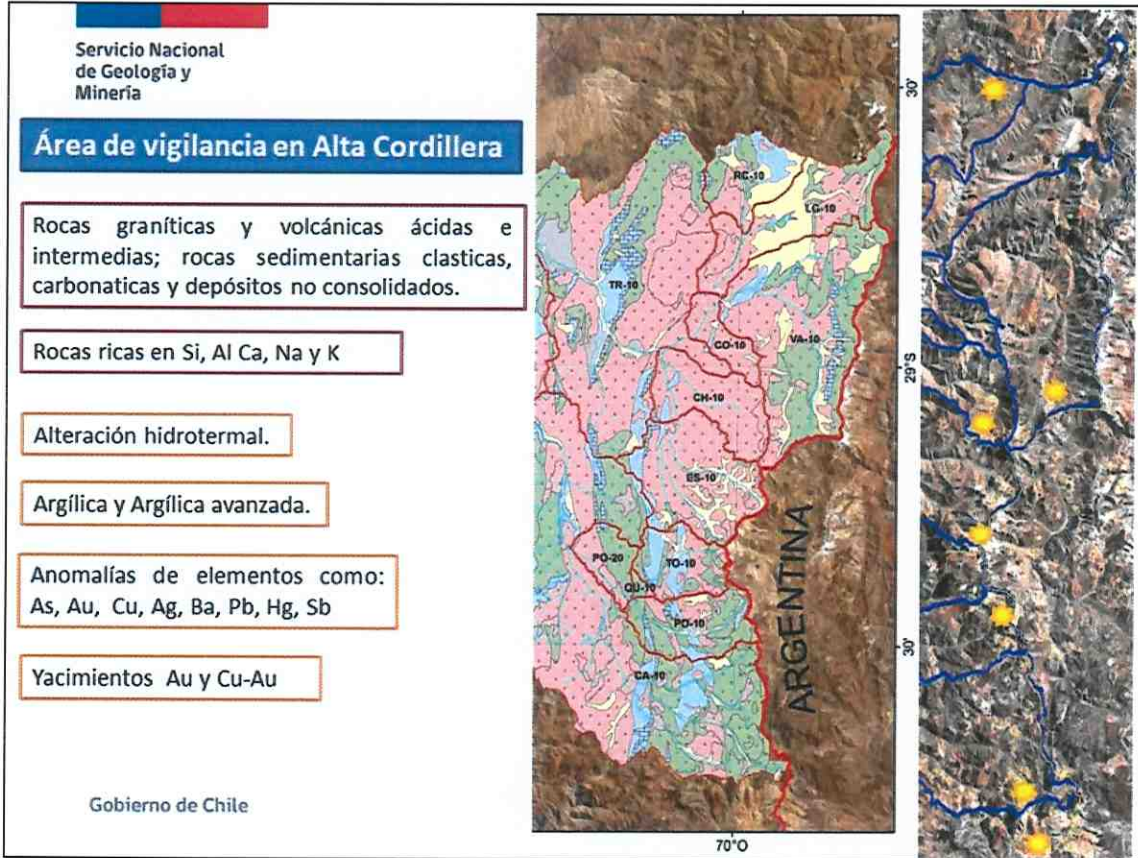 Servicio Nacional
de Geología y
Minería
Área de vigilancia en Alta Cordillera
Rocas graníticas y volcánicas ácidas e
intermedias; rocas sedimentarias clasticas,
carbonaticas y depósitos no consolidados.
Rocas ricas en Si, Al Ca, Na y K
Alteración hidrotermal.
Argílica y Argílica avanzada.
Anomalías de elementos como:
As, Au, Cu, Ag, Ba, Pb, Hg, Sb
Yacimientos Au y Cu-Au
Gobierno de Chile
RC-10
LG-10
TR-10
CO-10
VA-10
CH-10
ES-10
PO-20
TO-10
QU-10
PO-10
CA-10
ARGENTINA
30'
29°S
30'
70°O